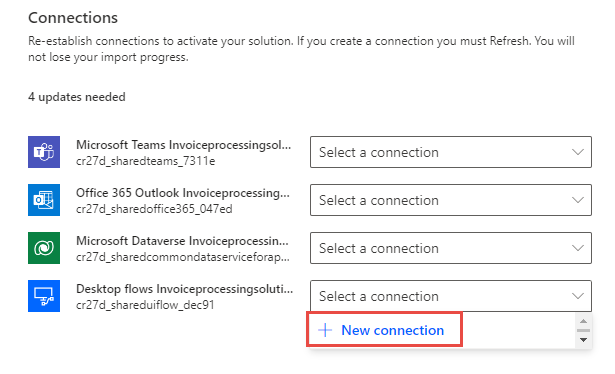 Connections
Re-establish connections to activate your solution. If you create a connection you must Refresh. You will
not lose your import progress.
4 updates needed
Microsoft Teams Invoiceprocessingsol...
cr27d_sharedteams_7311e
Select a connection
Office 365 Outlook Invoiceprocessing...
cr27d_sharedoffice365_047ed
Select a connection
Microsoft Dataverse Invoiceprocessin...
cr27d_sharedcommondataserviceforap...
Select a connection
Desktop flows Invoiceprocessingsoluti...
cr27d_shareduiflow_dec91
Select a connection
New connection